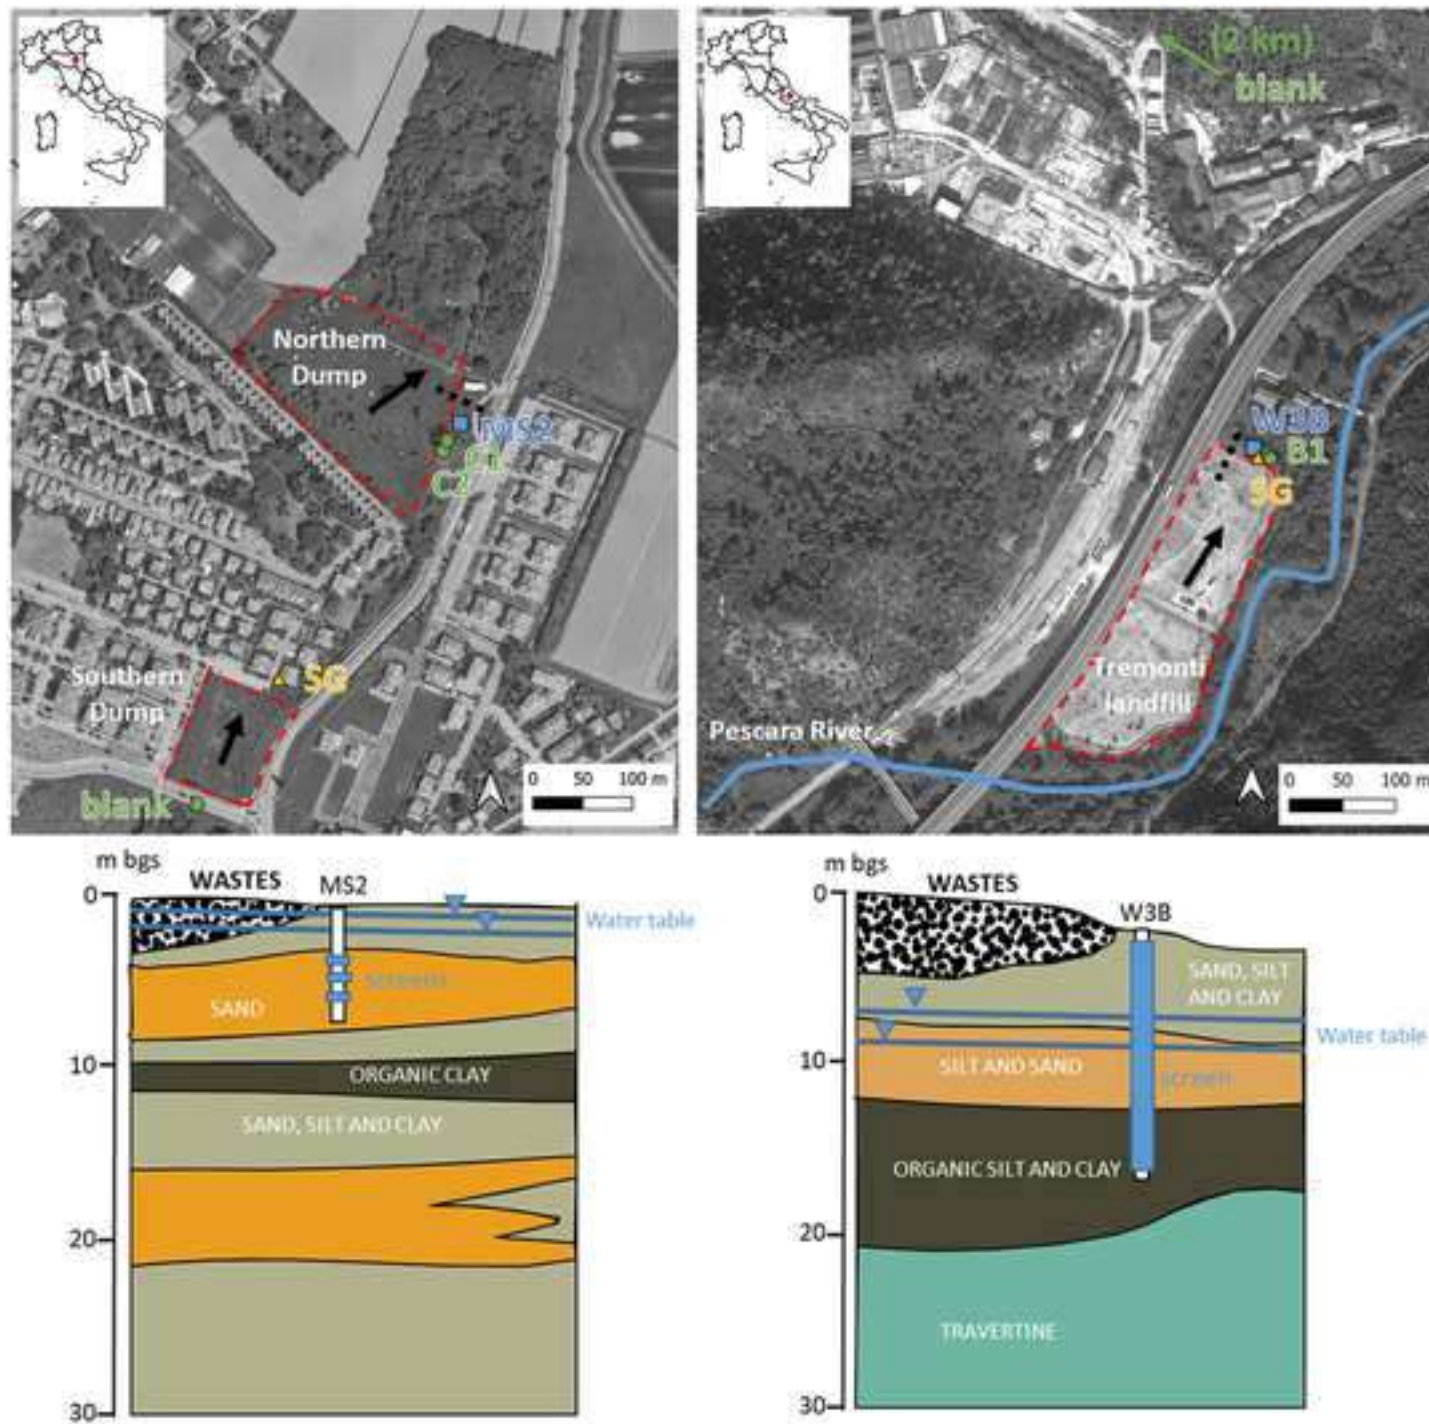 (2 km)
blank
Northern
Dump
MS2
C1
C2
W3B
B1
SG
Southern
Dump
SG
Tremonti
landfill
Pescara River
blank
0 50 100 m
0 50 100 m
m bgs
WASTES
MS2
0
Water table
screens
SAND
10
ORGANIC CLAY
SAND, SILT AND CLAY
20
30
m bgs
WASTES
0
W3B
SAND, SILT
AND CLAY
Water table
10
SILT AND SAND
screen
ORGANIC SILT AND CLAY
20
TRAVERTINE
30